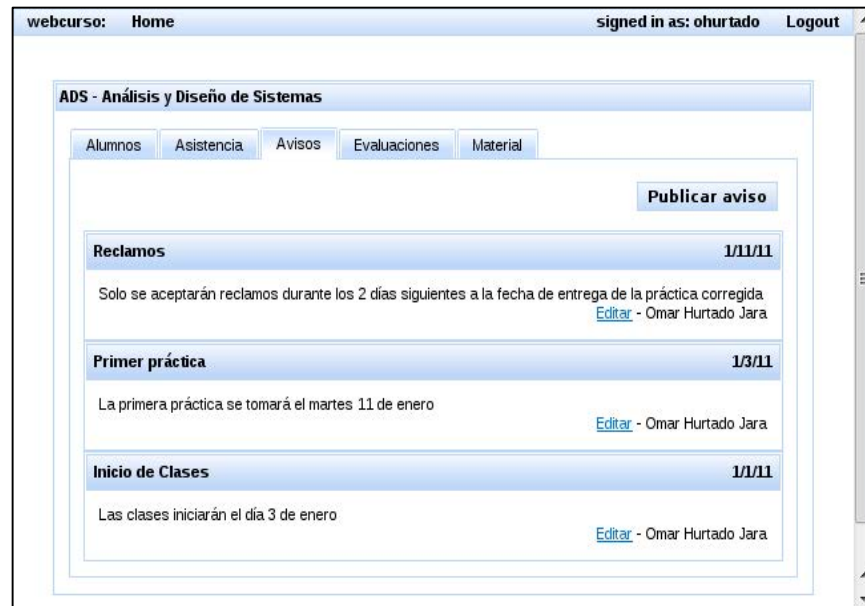 webcurso: Home signed in as: ohurtado Logout
ADS - Análisis y Diseño de Sistemas
Alumnos Asistencia Avisos Evaluaciones Material
Publicar aviso
Reclamos 1/11/11
Solo se aceptarán reclamos durante los 2 días siguientes a la fecha de entrega de la práctica corregida
Editar - Omar Hurtado Jara
Primer práctica 1/3/11
La primera práctica se tomará el martes 11 de enero
Editar - Omar Hurtado Jara
Inicio de Clases 1/1/11
Las clases iniciarán el día 3 de enero
Editar - Omar Hurtado Jara